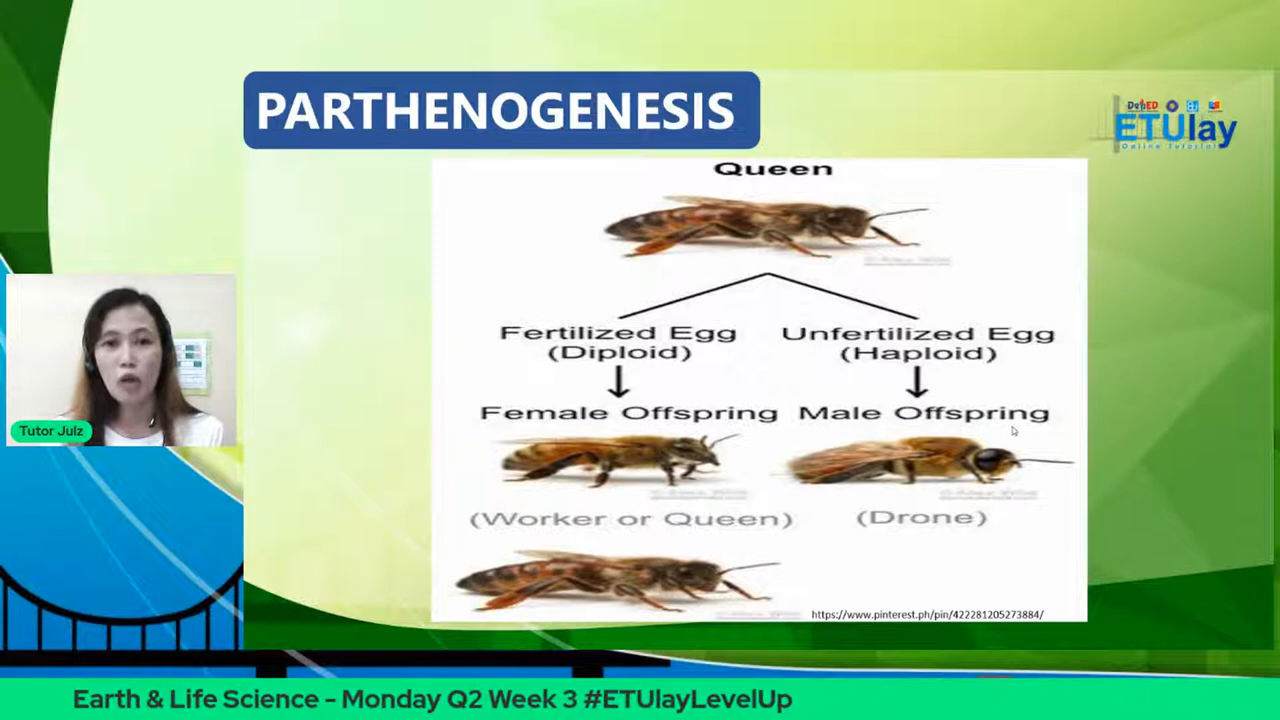 PARTHENOGENESIS
DepED
ETUlay
Online Tutorial
Queen
Fertilized Egg
(Diploid)
Unfertilized Egg
(Haploid)
Female Offspring
Male Offspring
(Worker or Queen)
(Drone)
https://www.pinterest.ph/pin/422281205273884/
Tutor Julz
Earth & Life Science - Monday Q2 Week 3 #ETUlayLevelUp